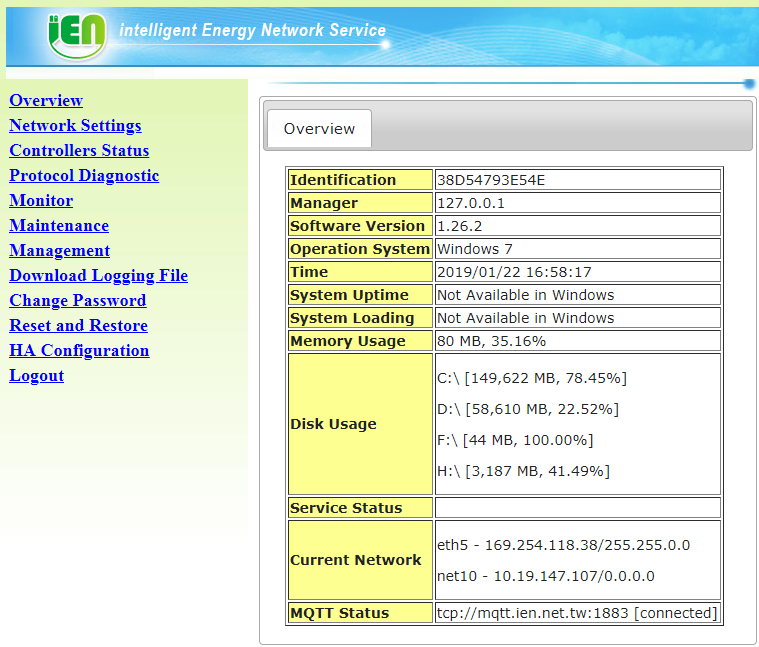 iEN intelligent Energy Network Service
Overview
Network Settings
Controllers Status
Protocol Diagnostic
Monitor
Maintenance
Management
Download Logging File
Change Password
Reset and Restore
HA Configuration
Logout
Overview
Identification 38D54793E54E
Manager 127.0.0.1
Software Version 1.26.2
Operation System Windows 7
Time 2019/01/22 16:58:17
System Uptime Not Available in Windows
System Loading Not Available in Windows
Memory Usage 80 MB, 35.16%
Disk Usage
C:\ [149,622 MB, 78.45%]
D:\ [58,610 MB, 22.52%]
F:\ [44 MB, 100.00%]
H:\ [3,187 MB, 41.49%]
Service Status
Current Network
eth5 - 169.254.118.38/255.255.0.0
net10 - 10.19.147.107/0.0.0.0
MQTT Status tcp://mqtt.ien.net.tw:1883 [connected]